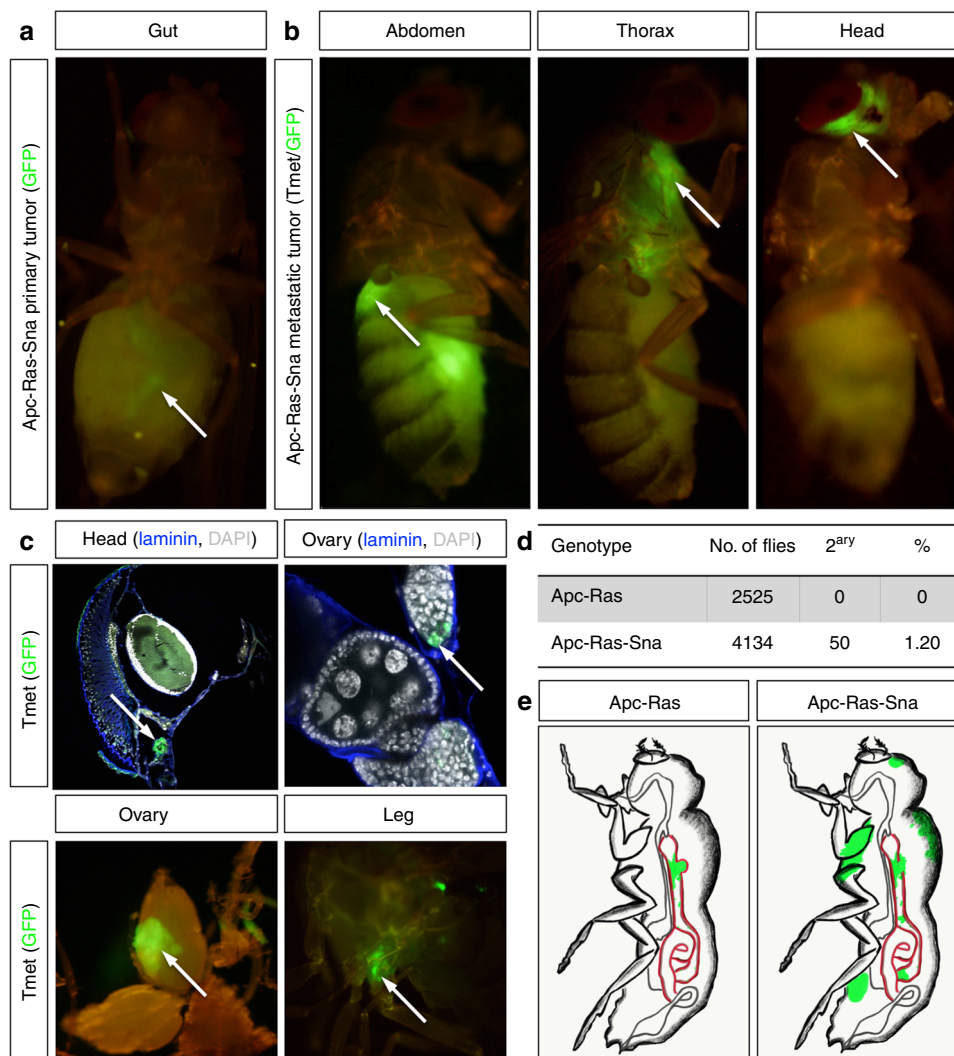 a
Gut
b
Abdomen
Thorax
Head
Apc-Ras-Sna primary tumor (GFP)
Apc-Ras-Sna metastatic tumor (Tmet/GFP)
c
Head (laminin, DAPI)
Ovary (laminin, DAPI)
Tmet (GFP)
Ovary
Leg
Tmet (GFP)
d
Genotype No. of flies 2ary %
Apc-Ras 2525 0 0
Apc-Ras-Sna 4134 50 1.20
e
Apc-Ras
Apc-Ras-Sna